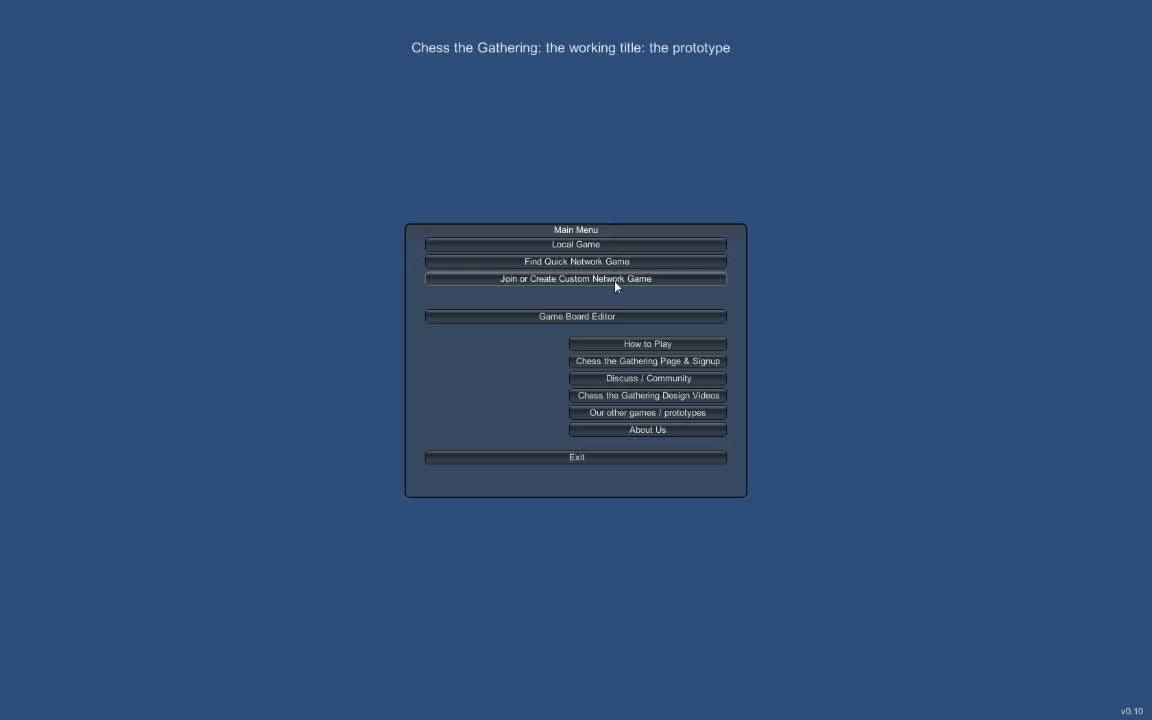 Chess the Gathering: the working title: the prototype
Main Menu
Local Game
Find Quick Network Game
Join or Create Custom Network Game
Game Board Editor
How to Play
Chess the Gathering Page & Signup
Discuss / Community
Chess the Gathering Design Videos
Our other games / prototypes
About Us
Exit
v0.10